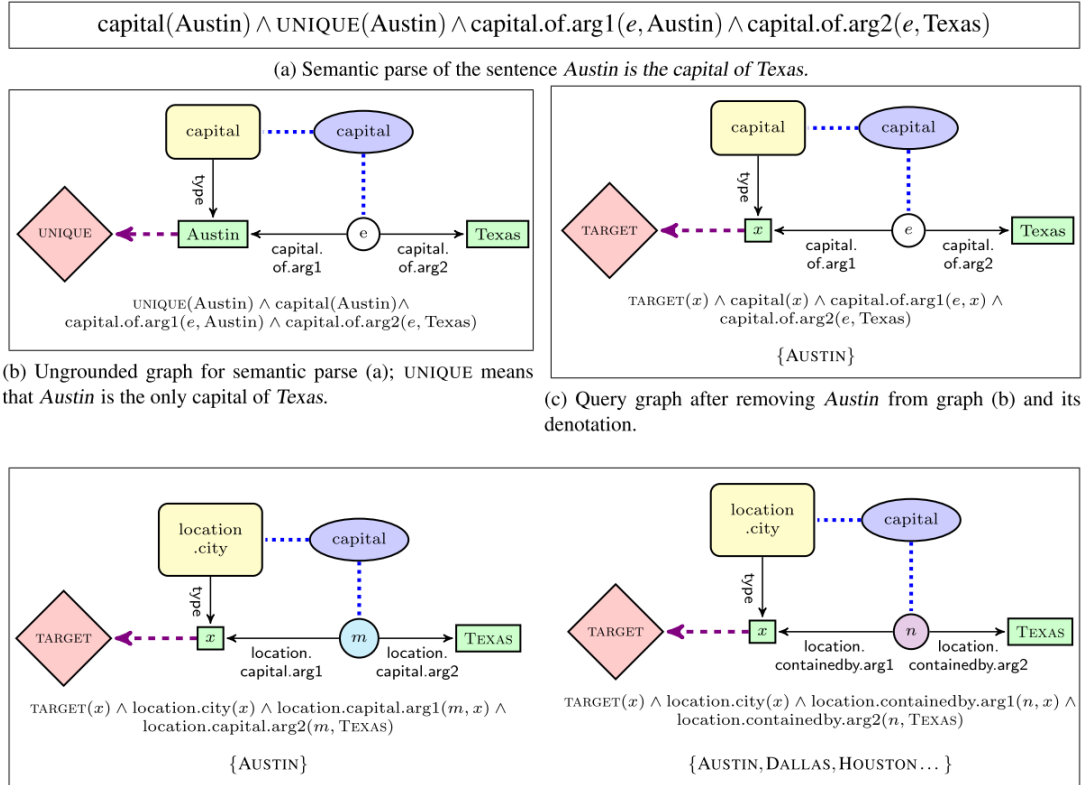 capital(Austin) ∧ UNIQUE(Austin) ∧ capital.of.arg1(e, Austin) ∧ capital.of.arg2(e, Texas)
(a) Semantic parse of the sentence Austin is the capital of Texas.
capital
capital
type
UNIQUE
Austin
e
Texas
capital.
of.arg1
capital.
of.arg2
UNIQUE(Austin) ∧ capital(Austin)∧
capital.of.arg1(e, Austin) ∧ capital.of.arg2(e, Texas)
(b) Ungrounded graph for semantic parse (a); UNIQUE means
that Austin is the only capital of Texas.
capital
capital
type
TARGET
x
e
Texas
capital.
of.arg1
capital.
of.arg2
TARGET(x) ∧ capital(x) ∧ capital.of.arg1(e, x) ∧
capital.of.arg2(e, Texas)
{AUSTIN}
(c) Query graph after removing Austin from graph (b) and its
denotation.
location
.city
capital
type
TARGET
x
m
TEXAS
location.
capital.arg1
location.
capital.arg2
TARGET(x) ∧ location.city(x) ∧ location.capital.arg1(m, x) ∧
location.capital.arg2(m, TEXAS)
{AUSTIN}
location
.city
capital
type
TARGET
x
n
TEXAS
location.
containedby.arg1
location.
containedby.arg2
TARGET(x) ∧ location.city(x) ∧ location.containedby.arg1(n, x) ∧
location.containedby.arg2(n, TEXAS)
{AUSTIN, DALLAS, HOUSTON . . . }